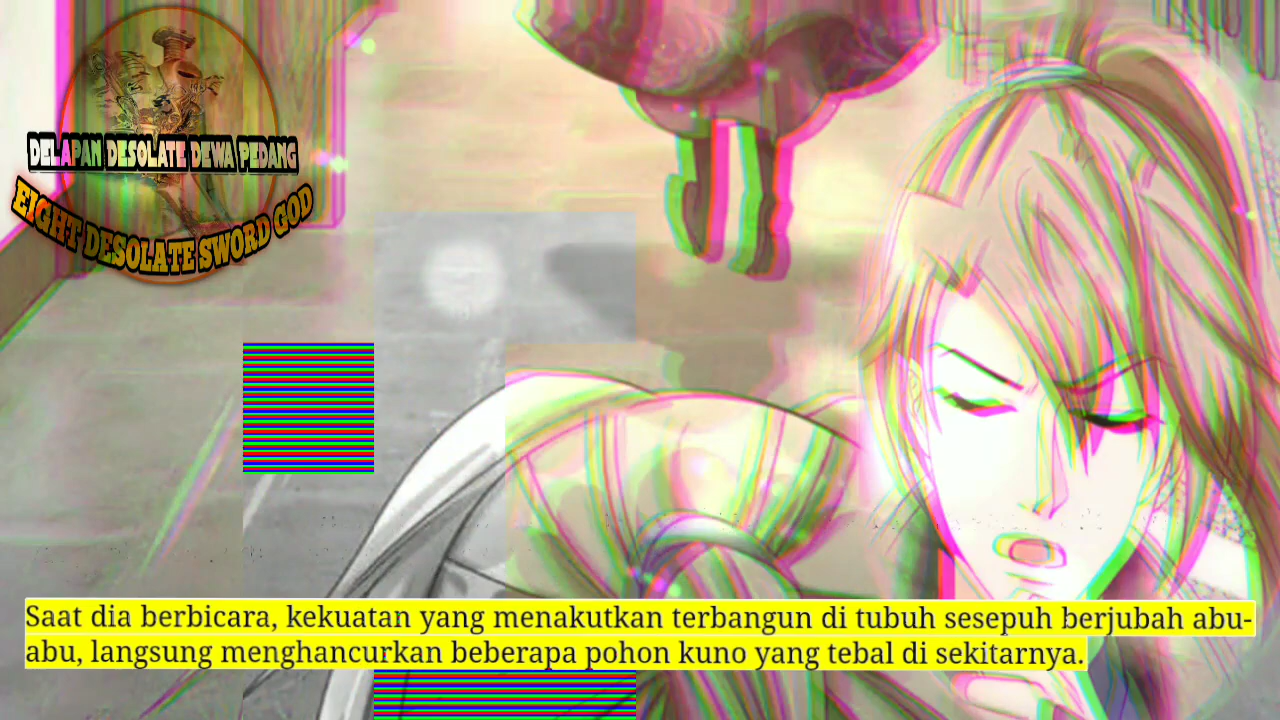 DELAPAN DESOLATE DEWA PEDANG
EIGHT DESOLATE SWORD GOD
Saat dia berbicara, kekuatan yang menakutkan terbangun di tubuh sesepuh berjubah abu-
abu, langsung menghancurkan beberapa pohon kuno yang tebal di sekitarnya.